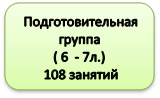 Подготовительная
группа
( 6  - 7л.)
108 занятий